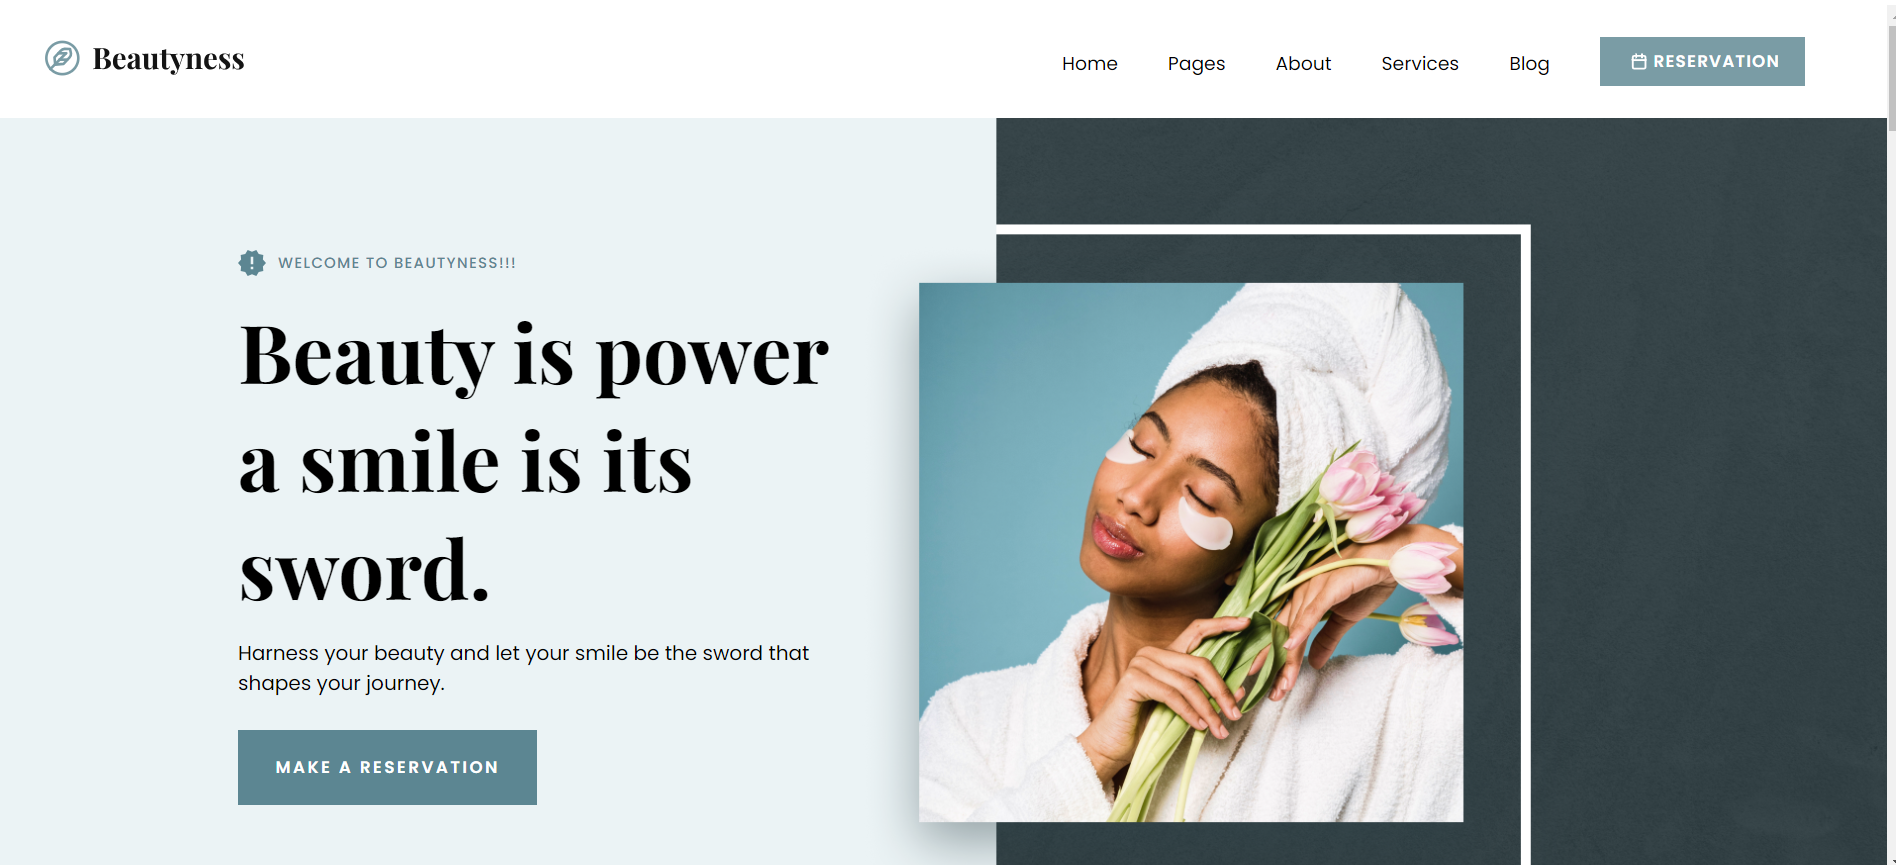 Beautyness
Home Pages About Services Blog RESERVATION
WELCOME TO BEAUTYNESS!!!
Beauty is power
a smile is its
sword.
Harness your beauty and let your smile be the sword that
shapes your journey.
MAKE A RESERVATION